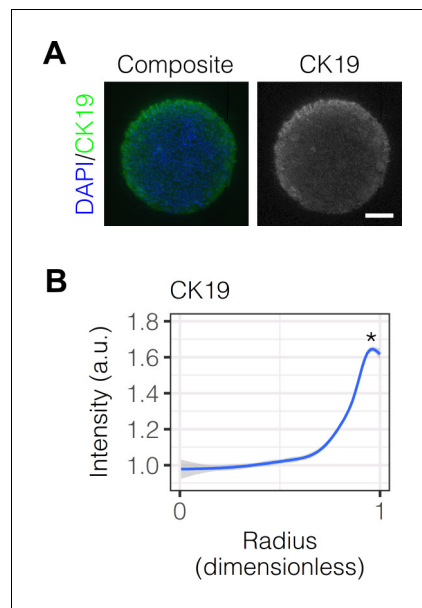 A
Composite CK19
DAPI/CK19
B
CK19
Intensity (a.u.)
1.8
1.6
1.4
1.2
1.0
*
0 1
Radius
(dimensionless)